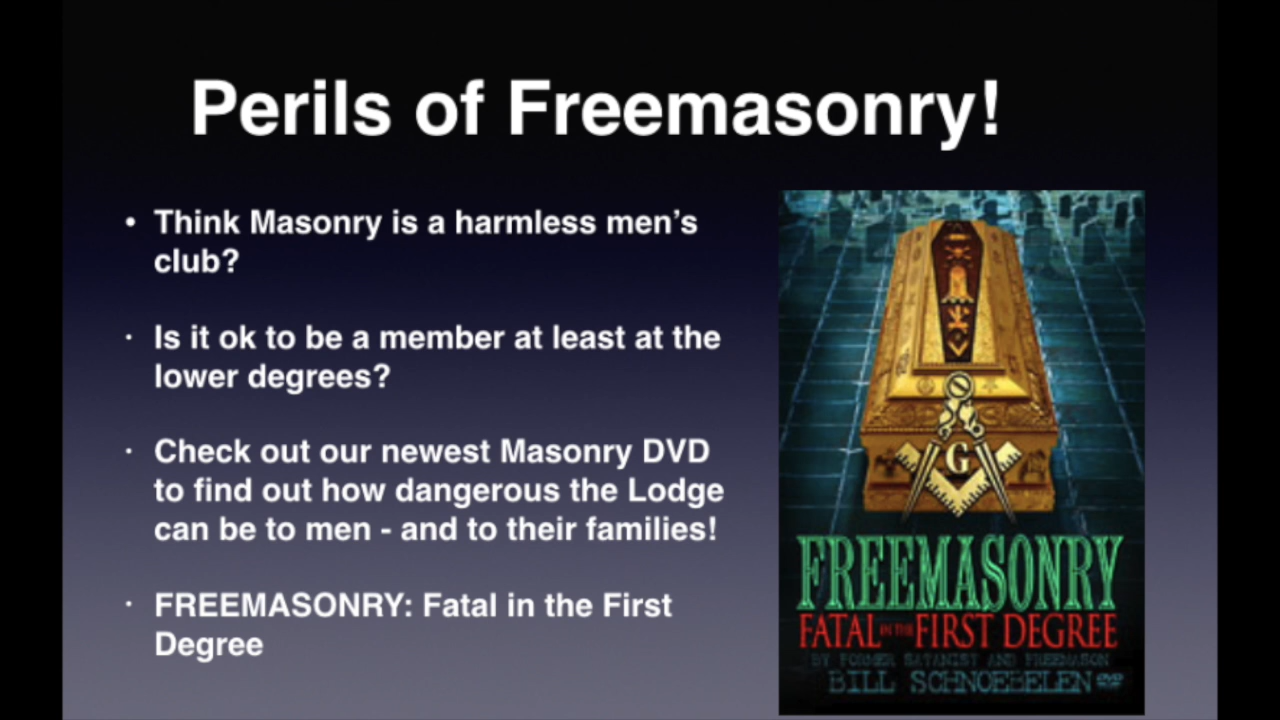 Perils of Freemasonry!
• Think Masonry is a harmless men’s
club?
· Is it ok to be a member at least at the
lower degrees?
· Check out our newest Masonry DVD
to find out how dangerous the Lodge
can be to men - and to their families!
· FREEMASONRY: Fatal in the First
Degree
G
FREEMASONRY
FATAL IN THE FIRST DEGREE
BY FORMER SATANIST AND FREEMASON
BILL SCHNOEBELEN DVD